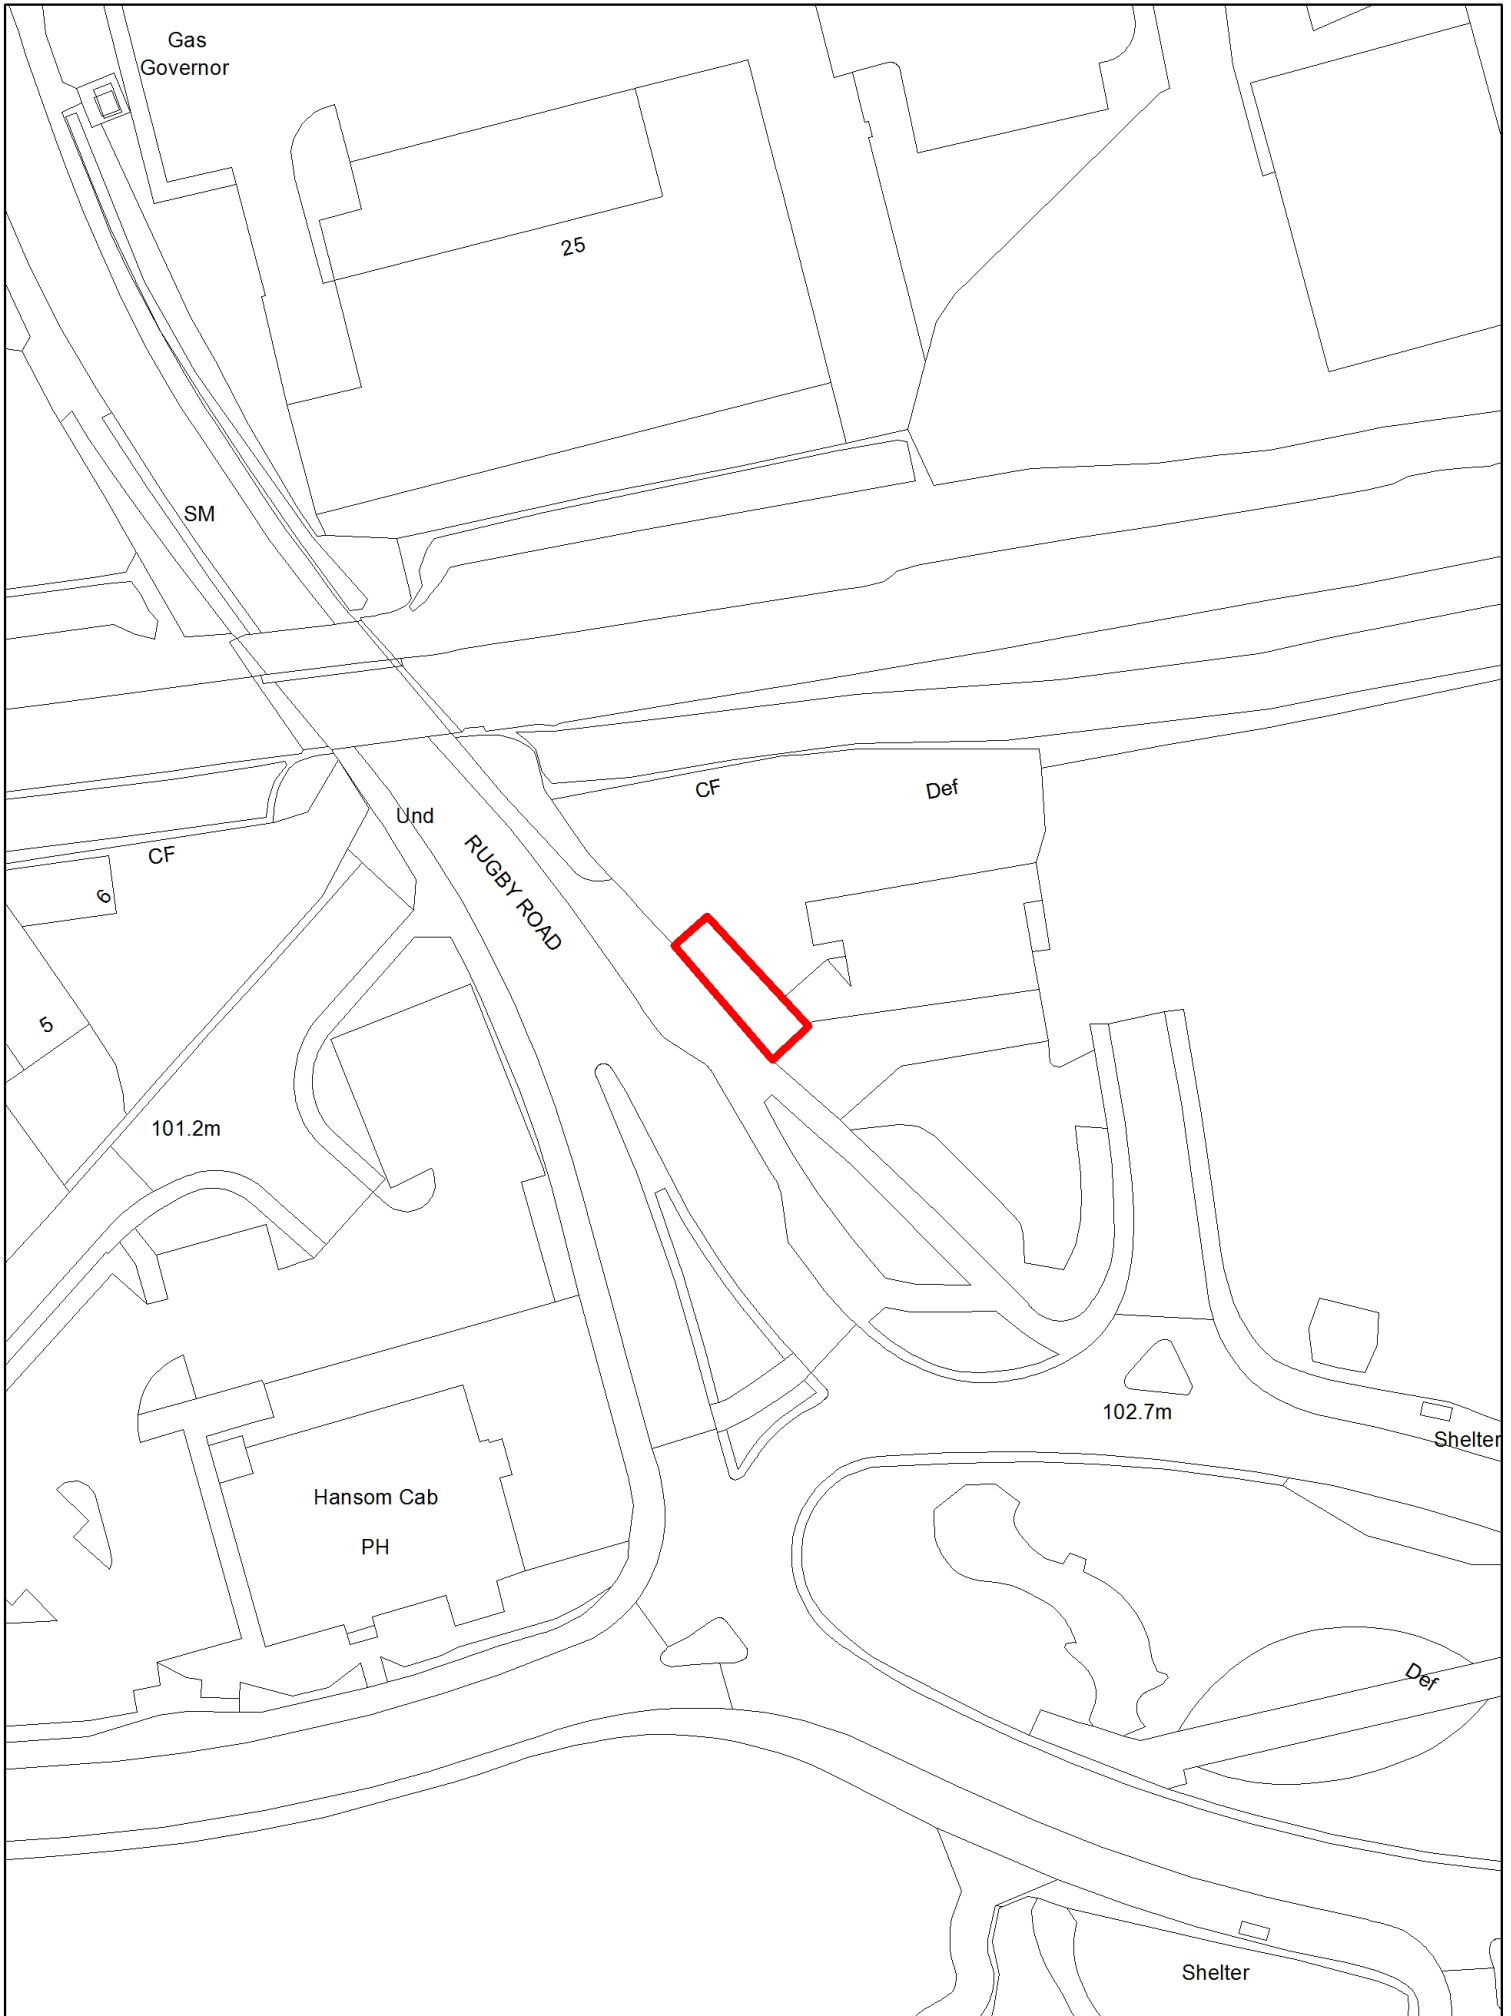 Gas
Governor
25
SM
CF
Def
Und
RUGBY ROAD
CF
6
5
101.2m
102.7m
Shelter
Hansom Cab
PH
Def
Shelter